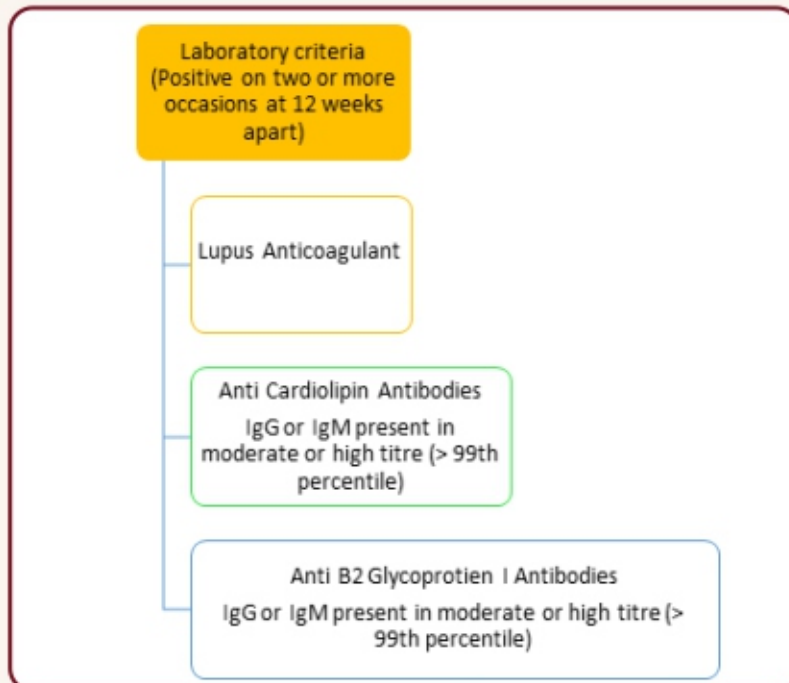 Laboratory criteria
(Positive on two or more
occasions at 12 weeks
apart)
Lupus Anticoagulant
Anti Cardiolipin Antibodies
IgG or IgM present in
moderate or high titre (> 99th
percentile)
Anti B2 Glycoprotien I Antibodies
IgG or IgM present in moderate or high titre (>
99th percentile)